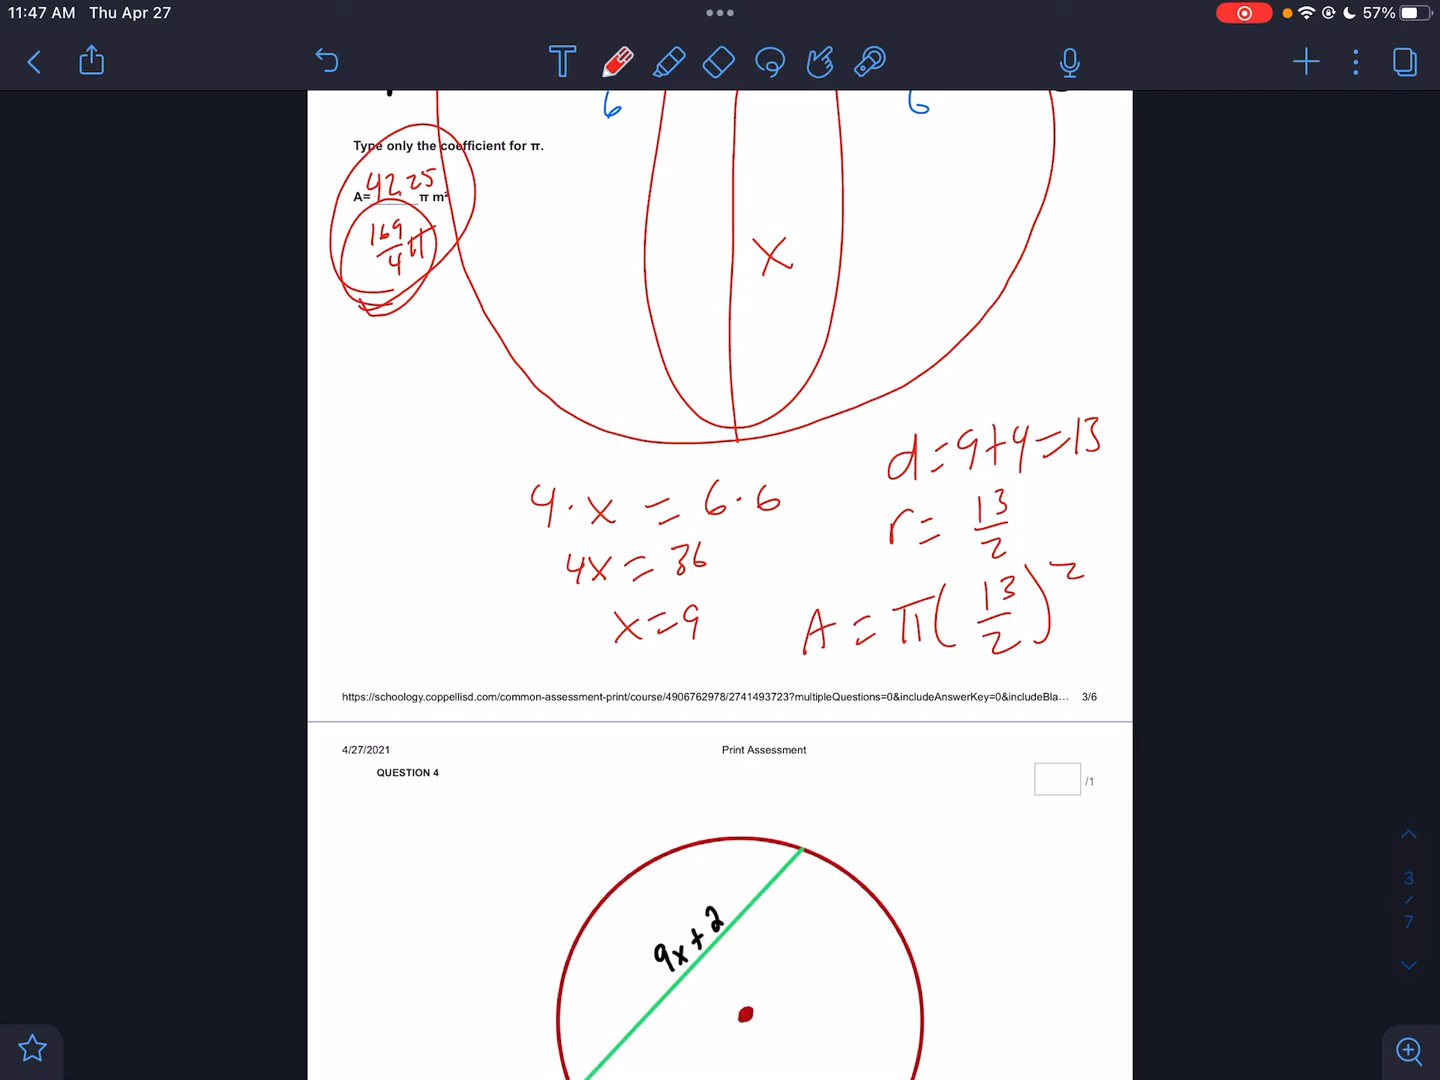 11:47 AM Thu Apr 27
57%
T
6 6
Type only the coefficient for π.
42.25
A=______π m²
169/4 π
X
d=9+4=13
4·x = 6·6
r= 13/2
4x=36
x=9
A=π(13/2)²
https://schoology.coppellisd.com/common-assessment-print/course/4906762978/2741493723?multipleQuestions=0&includeAnswerKey=0&includeBla… 3/6
4/27/2021 Print Assessment
QUESTION 4
/1
9x+2
3
/
7